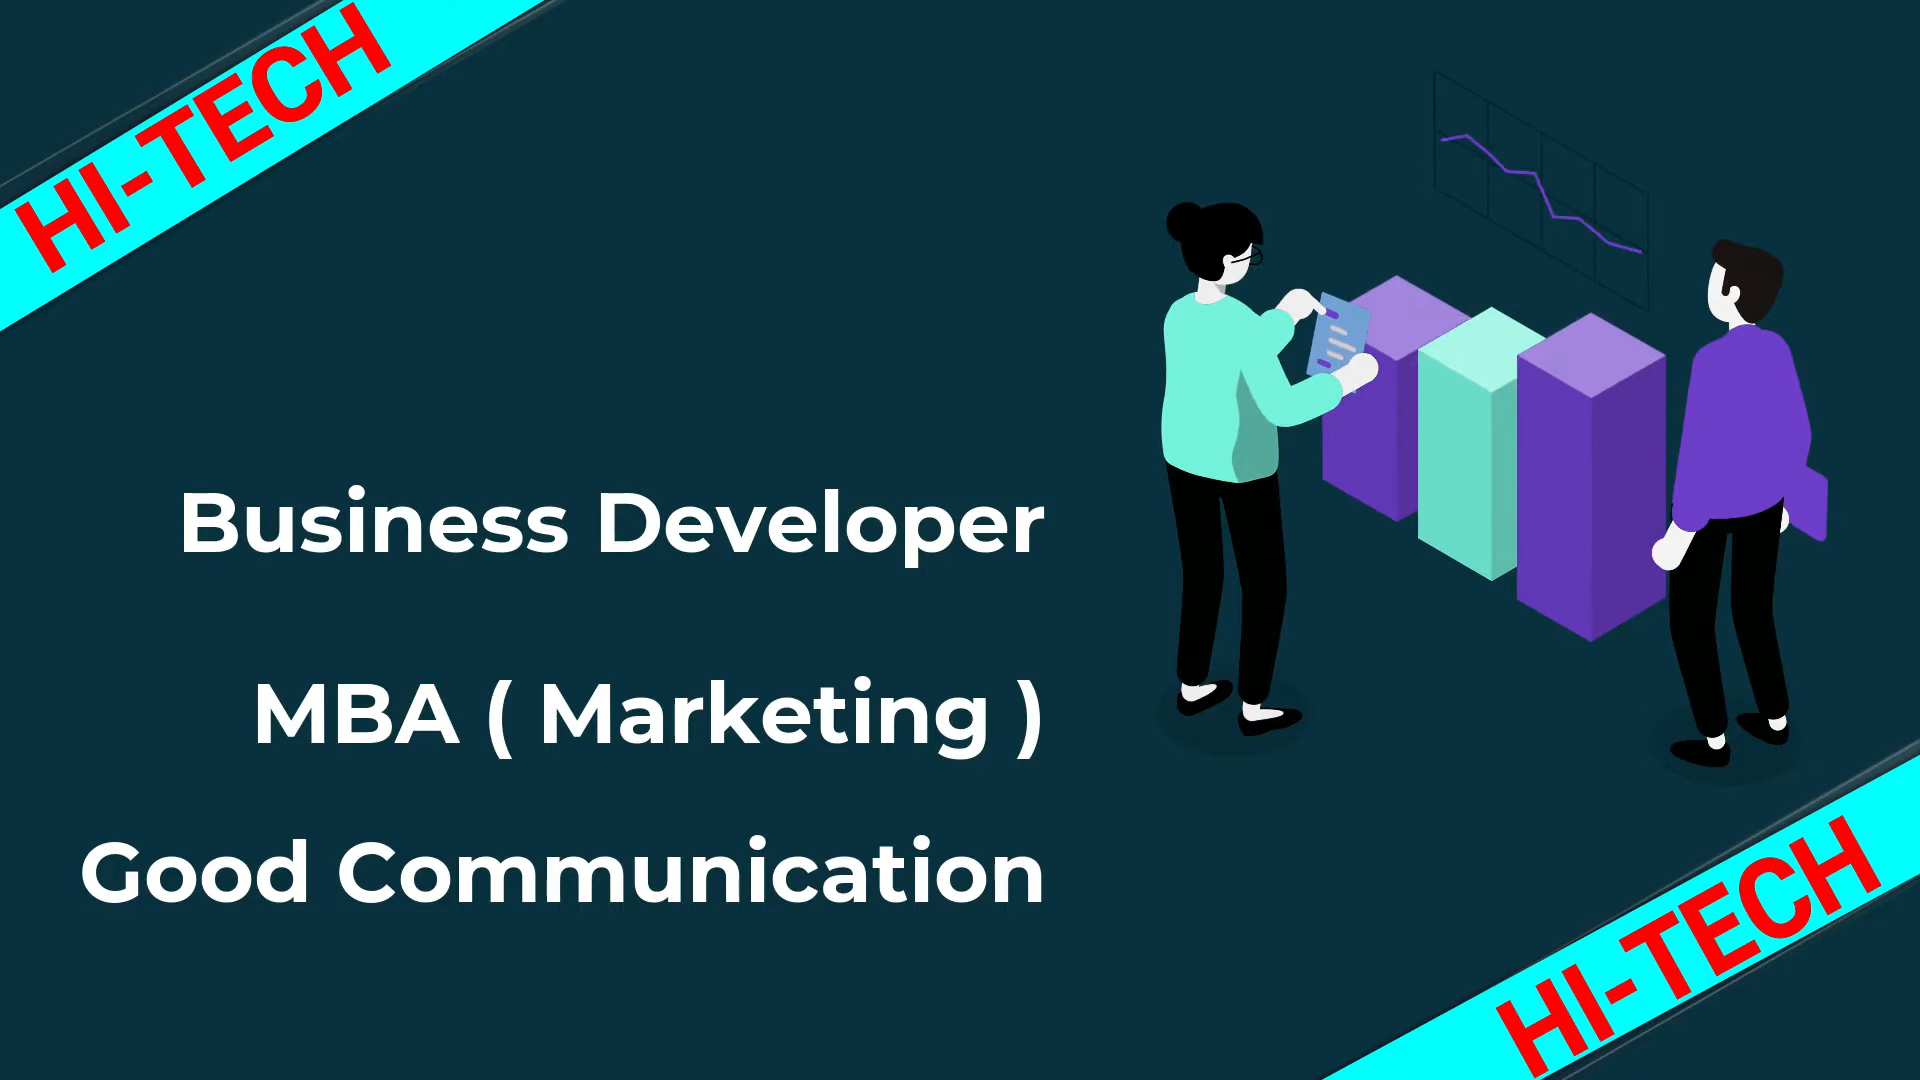 HI-TECH
Business Developer
MBA ( Marketing )
Good Communication
HI-TECH